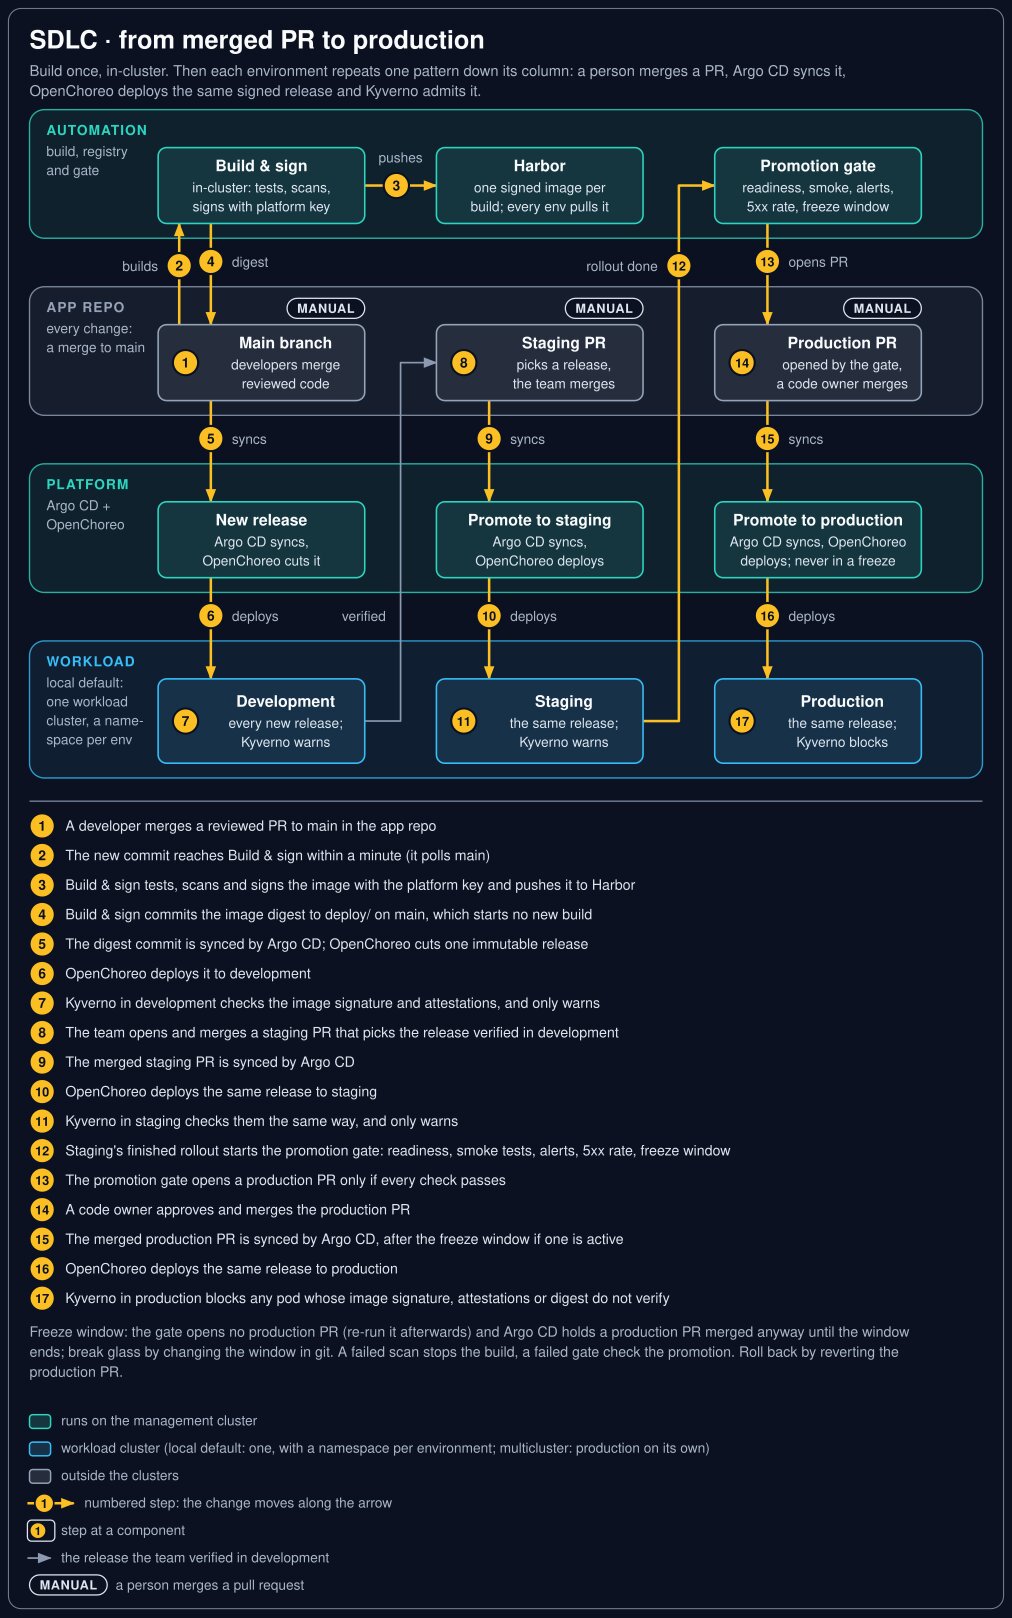 SDLC · from merged PR to production
Build once, in-cluster. Then each environment repeats one pattern down its column: a person merges a PR, Argo CD syncs it,
OpenChoreo deploys the same signed release and Kyverno admits it.
AUTOMATION
build, registry
and gate
Build & sign
in-cluster: tests, scans,
signs with platform key
pushes
3
Harbor
one signed image per
build; every env pulls it
Promotion gate
readiness, smoke, alerts,
5xx rate, freeze window
builds
2
4
digest
rollout done
12
13
opens PR
APP REPO
every change:
a merge to main
MANUAL
1
Main branch
developers merge
reviewed code
MANUAL
8
Staging PR
picks a release,
the team merges
MANUAL
14
Production PR
opened by the gate,
a code owner merges
5
syncs
9
syncs
15
syncs
PLATFORM
Argo CD +
OpenChoreo
New release
Argo CD syncs,
OpenChoreo cuts it
Promote to staging
Argo CD syncs,
OpenChoreo deploys
Promote to production
Argo CD syncs, OpenChoreo
deploys; never in a freeze
6
deploys
verified
10
deploys
16
deploys
WORKLOAD
local default:
one workload
cluster, a name-
space per env
7
Development
every new release;
Kyverno warns
11
Staging
the same release;
Kyverno warns
17
Production
the same release;
Kyverno blocks
1 A developer merges a reviewed PR to main in the app repo
2 The new commit reaches Build & sign within a minute (it polls main)
3 Build & sign tests, scans and signs the image with the platform key and pushes it to Harbor
4 Build & sign commits the image digest to deploy/ on main, which starts no new build
5 The digest commit is synced by Argo CD; OpenChoreo cuts one immutable release
6 OpenChoreo deploys it to development
7 Kyverno in development checks the image signature and attestations, and only warns
8 The team opens and merges a staging PR that picks the release verified in development
9 The merged staging PR is synced by Argo CD
10 OpenChoreo deploys the same release to staging
11 Kyverno in staging checks them the same way, and only warns
12 Staging's finished rollout starts the promotion gate: readiness, smoke tests, alerts, 5xx rate, freeze window
13 The promotion gate opens a production PR only if every check passes
14 A code owner approves and merges the production PR
15 The merged production PR is synced by Argo CD, after the freeze window if one is active
16 OpenChoreo deploys the same release to production
17 Kyverno in production blocks any pod whose image signature, attestations or digest do not verify
Freeze window: the gate opens no production PR (re-run it afterwards) and Argo CD holds a production PR merged anyway until the window
ends; break glass by changing the window in git. A failed scan stops the build, a failed gate check the promotion. Roll back by reverting the
production PR.
runs on the management cluster
workload cluster (local default: one, with a namespace per environment; multicluster: production on its own)
outside the clusters
1 numbered step: the change moves along the arrow
1 step at a component
the release the team verified in development
MANUAL a person merges a pull request